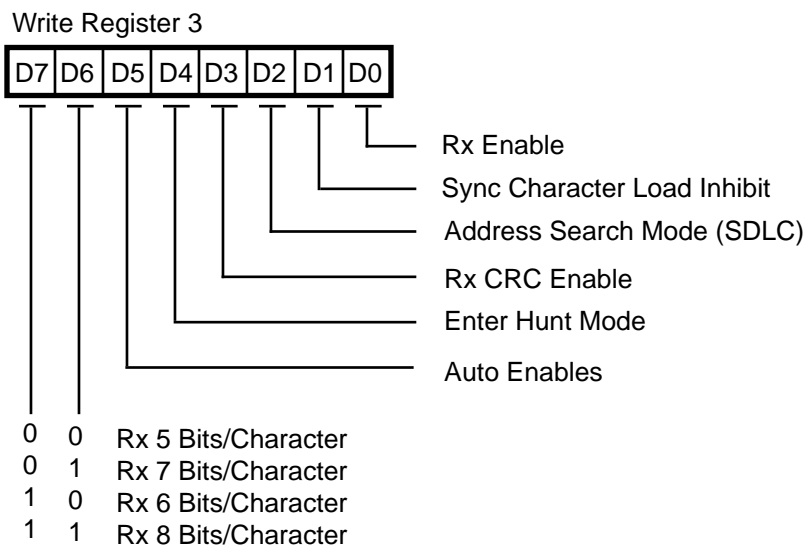 Write Register 3
D7 D6 D5 D4 D3 D2 D1 D0
Rx Enable
Sync Character Load Inhibit
Address Search Mode (SDLC)
Rx CRC Enable
Enter Hunt Mode
Auto Enables
0 0 Rx 5 Bits/Character
0 1 Rx 7 Bits/Character
1 0 Rx 6 Bits/Character
1 1 Rx 8 Bits/Character